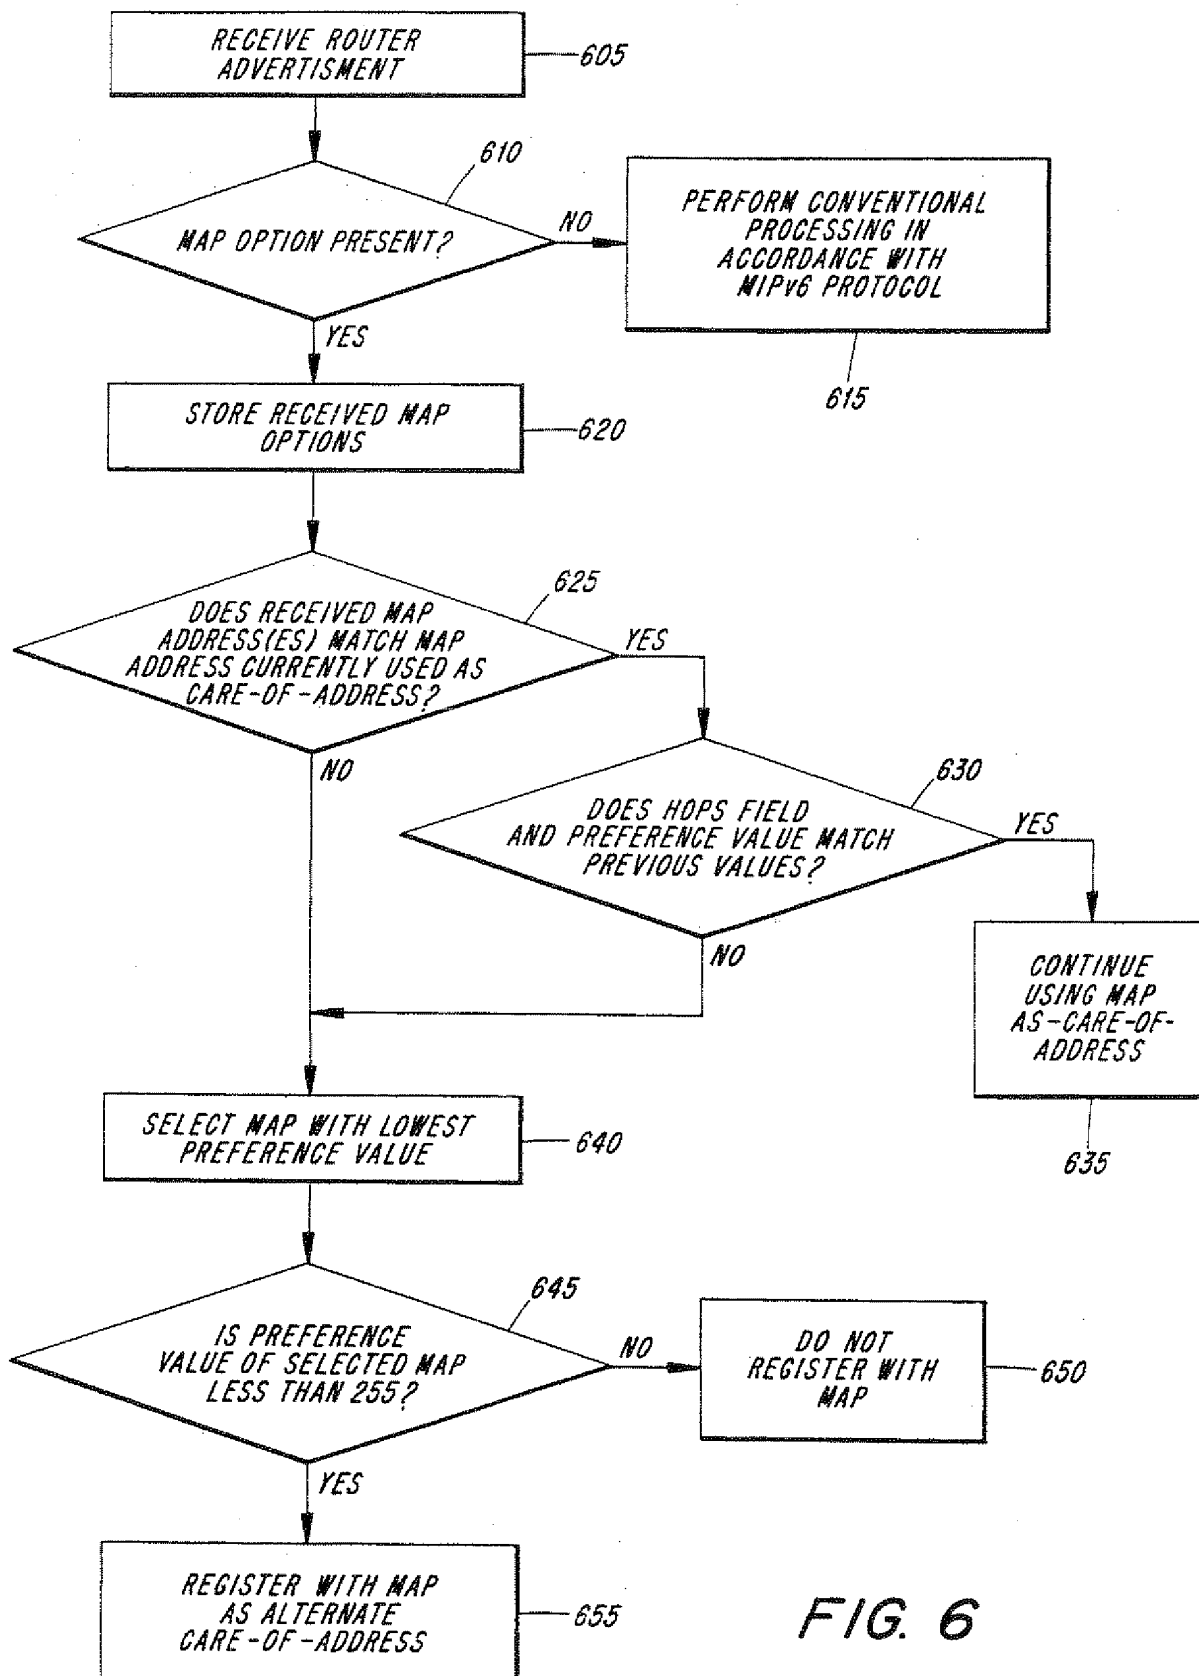 RECEIVE ROUTER
ADVERTISMENT
605
610
MAP OPTION PRESENT?
NO
PERFORM CONVENTIONAL
PROCESSING IN
ACCORDANCE WITH
MIPv6 PROTOCOL
615
YES
STORE RECEIVED MAP
OPTIONS
620
625
DOES RECEIVED MAP
ADDRESS(ES) MATCH MAP
ADDRESS CURRENTLY USED AS
CARE-OF-ADDRESS?
YES
NO
630
DOES HOPS FIELD
AND PREFERENCE VALUE MATCH
PREVIOUS VALUES?
YES
NO
CONTINUE
USING MAP
AS-CARE-OF-
ADDRESS
635
SELECT MAP WITH LOWEST
PREFERENCE VALUE
640
645
IS PREFERENCE
VALUE OF SELECTED MAP
LESS THAN 255?
NO
DO NOT
REGISTER WITH
MAP
650
YES
REGISTER WITH MAP
AS ALTERNATE
CARE-OF-ADDRESS
655
FIG. 6